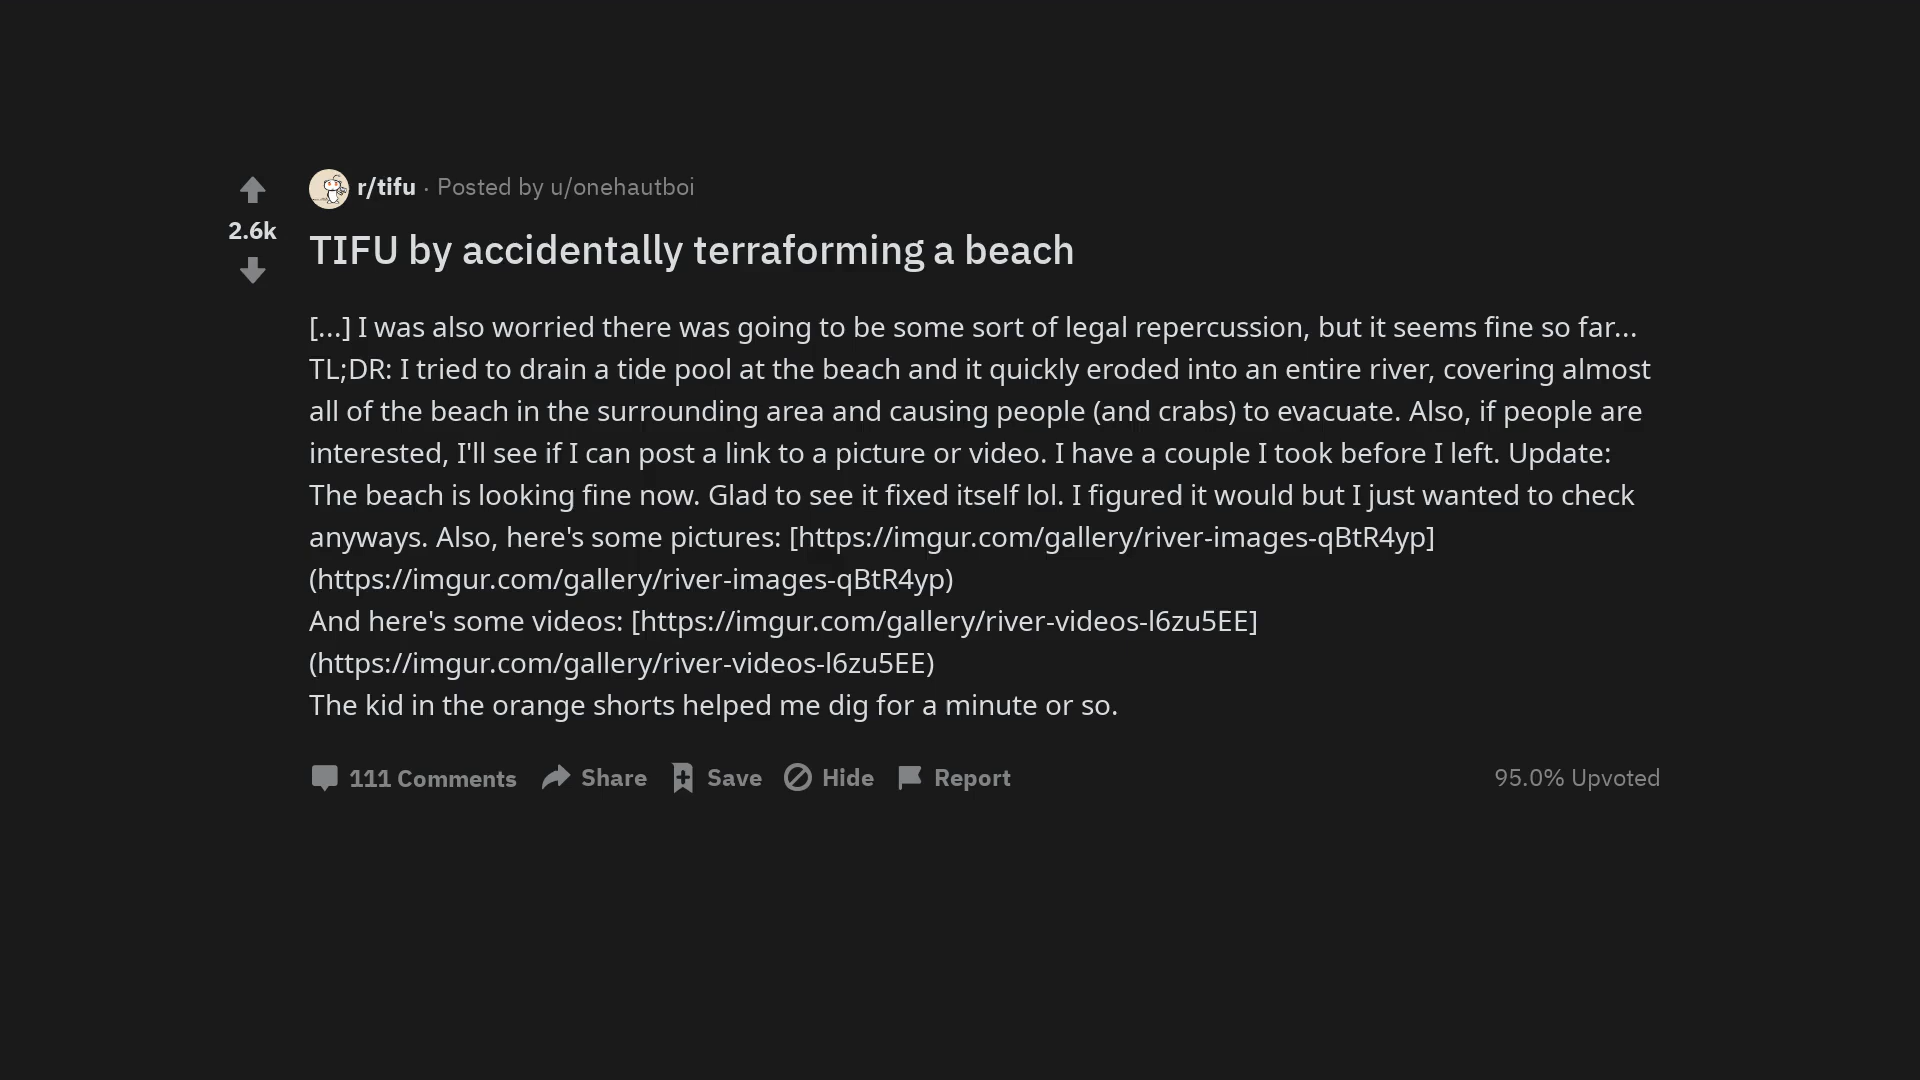 r/tifu · Posted by u/onehautboi
2.6k
TIFU by accidentally terraforming a beach
[...] I was also worried there was going to be some sort of legal repercussion, but it seems fine so far...
TL;DR: I tried to drain a tide pool at the beach and it quickly eroded into an entire river, covering almost
all of the beach in the surrounding area and causing people (and crabs) to evacuate. Also, if people are
interested, I'll see if I can post a link to a picture or video. I have a couple I took before I left. Update:
The beach is looking fine now. Glad to see it fixed itself lol. I figured it would but I just wanted to check
anyways. Also, here's some pictures: [https://imgur.com/gallery/river-images-qBtR4yp]
(https://imgur.com/gallery/river-images-qBtR4yp)
And here's some videos: [https://imgur.com/gallery/river-videos-l6zu5EE]
(https://imgur.com/gallery/river-videos-l6zu5EE)
The kid in the orange shorts helped me dig for a minute or so.
111 Comments Share Save Hide Report 95.0% Upvoted